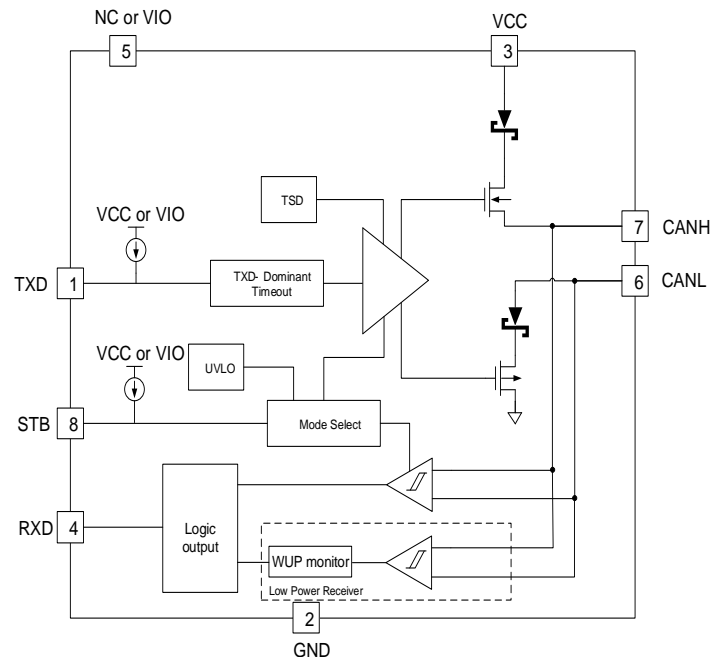 NC or VIO
VCC
5
3
TSD
VCC or VIO
7
CANH
TXD
1
TXD- Dominant
Timeout
6
CANL
VCC or VIO
UVLO
STB
8
Mode Select
RXD
4
Logic
output
WUP monitor
Low Power Receiver
2
GND